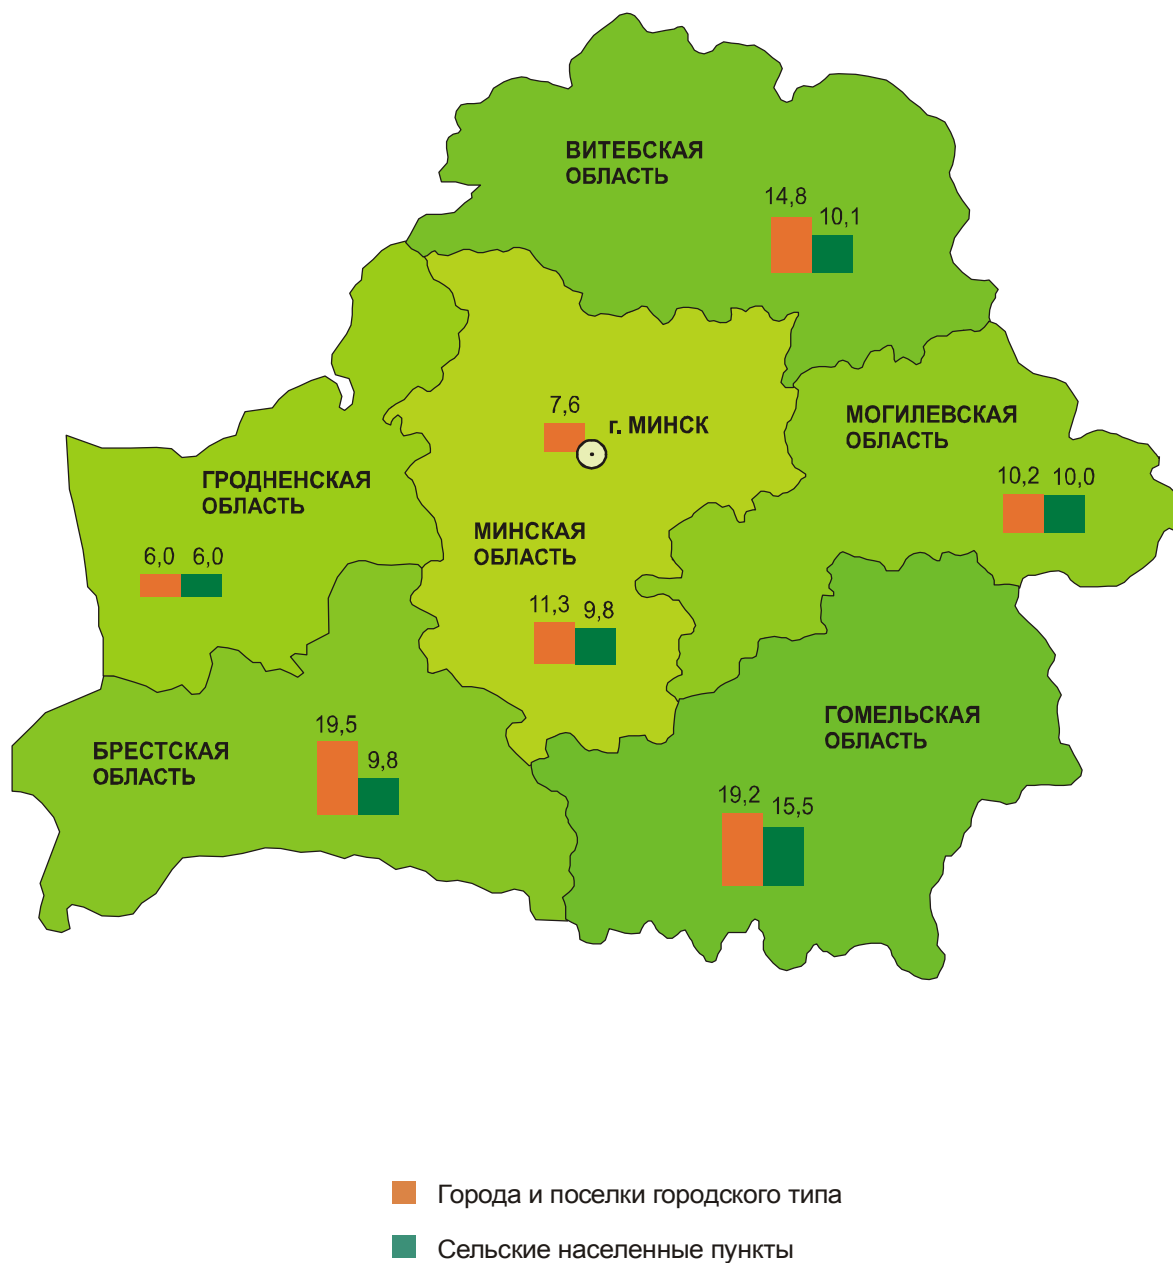 ВИТЕБСКАЯ
ОБЛАСТЬ
14,8
10,1
7,6
г. МИНСК
МОГИЛЕВСКАЯ
ОБЛАСТЬ
10,2 10,0
ГРОДНЕНСКАЯ
ОБЛАСТЬ
6,0 6,0
МИНСКАЯ
ОБЛАСТЬ
11,3
9,8
БРЕСТСКАЯ
ОБЛАСТЬ
19,5
9,8
ГОМЕЛЬСКАЯ
ОБЛАСТЬ
19,2
15,5
Города и поселки городского типа
Сельские населенные пункты